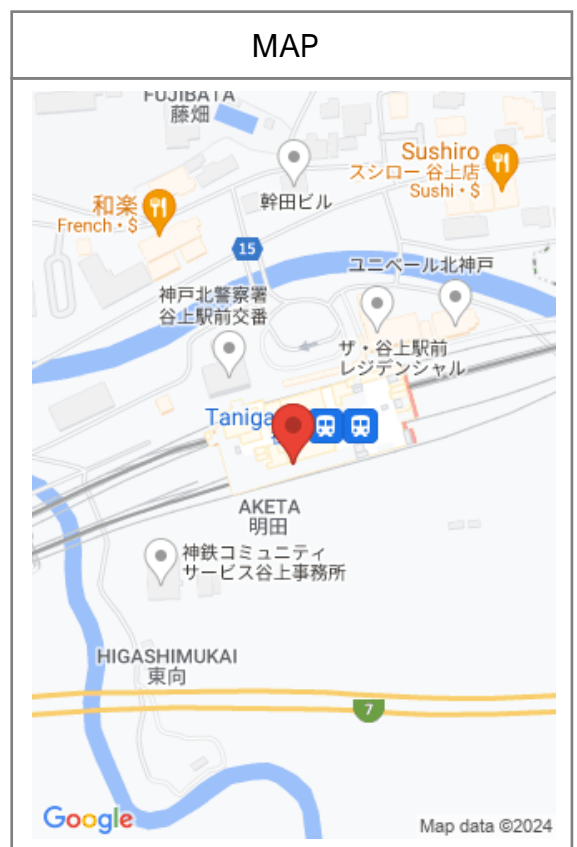 MAP
FUJIBATA
藤畑
Sushiro
スシロー 谷上店
Sushi・$
幹田ビル
和楽
French・$
15
ユニベール北神戸
神戸北警察署
谷上駅前交番
ザ・谷上駅前
レジデンシャル
Taniga
AKETA
明田
神鉄コミュニティ
サービス谷上事務所
HIGASHIMUKAI
東向
7
Google
Map data ©2024